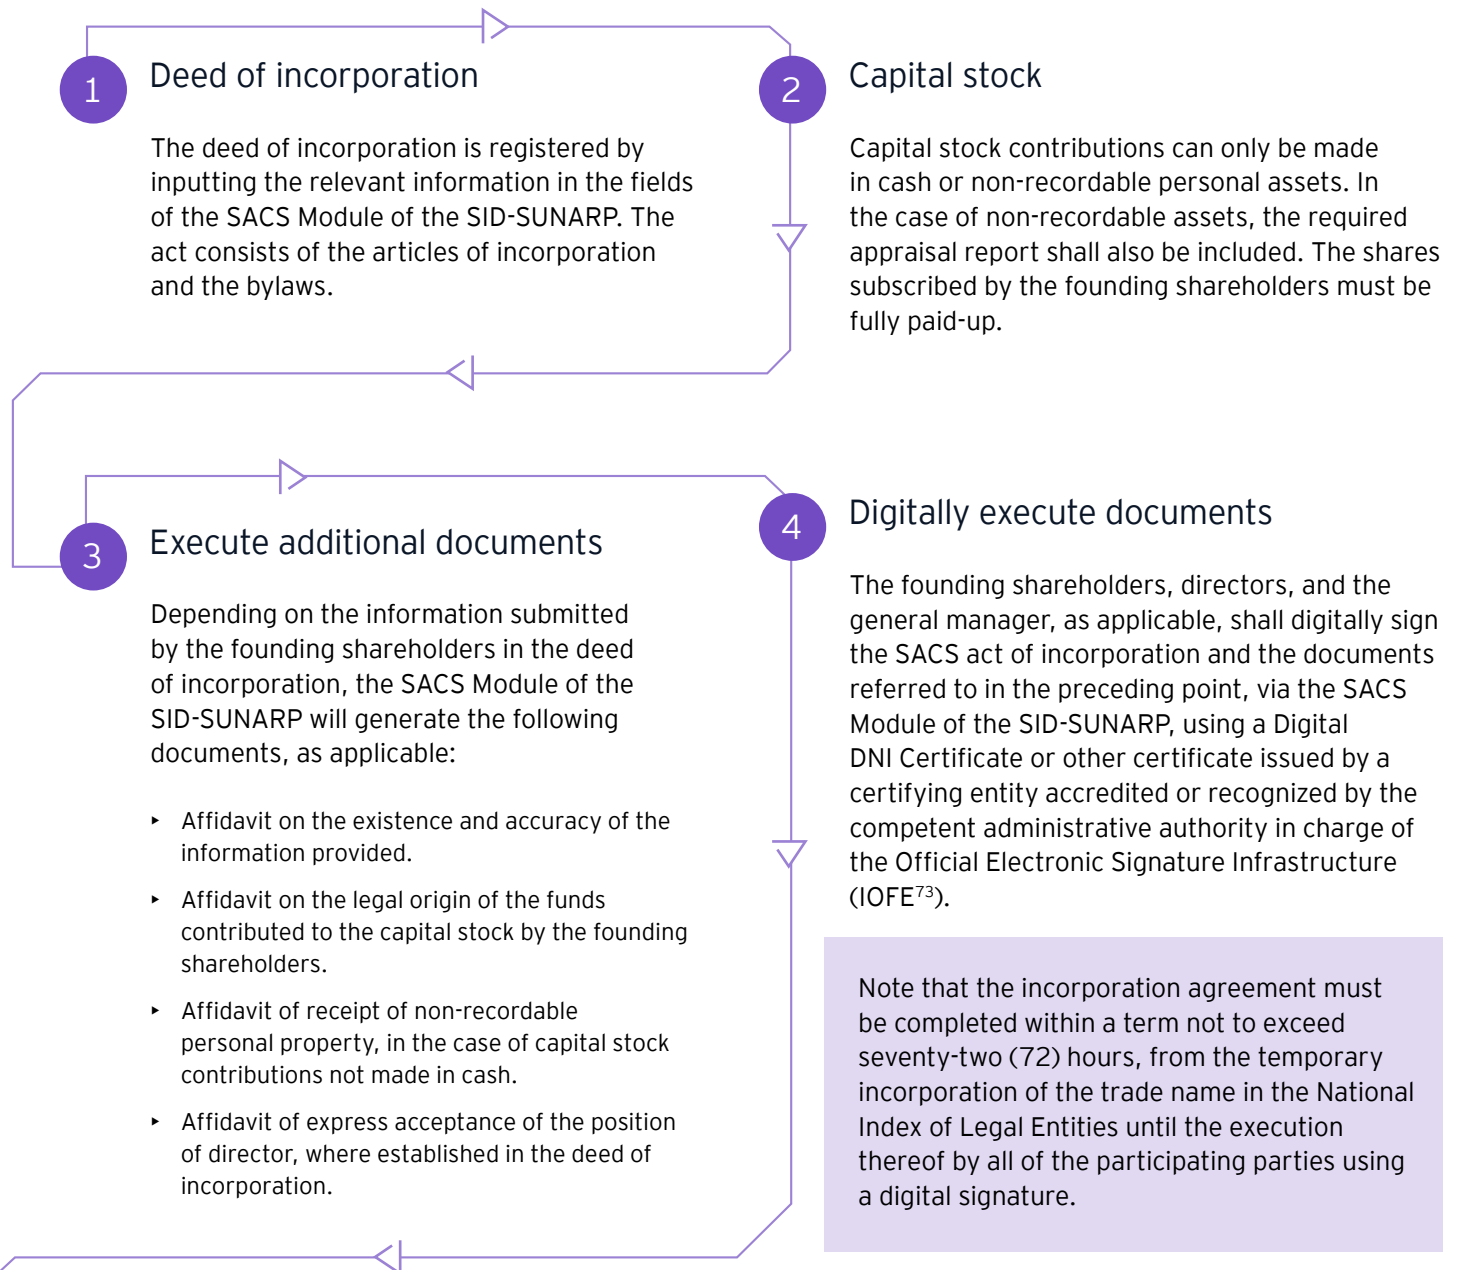 1
Deed of incorporation
The deed of incorporation is registered by
inputting the relevant information in the fields
of the SACS Module of the SID-SUNARP. The
act consists of the articles of incorporation
and the bylaws.
2
Capital stock
Capital stock contributions can only be made
in cash or non-recordable personal assets. In
the case of non-recordable assets, the required
appraisal report shall also be included. The shares
subscribed by the founding shareholders must be
fully paid-up.
3
Execute additional documents
Depending on the information submitted
by the founding shareholders in the deed
of incorporation, the SACS Module of the
SID-SUNARP will generate the following
documents, as applicable:
‣ Affidavit on the existence and accuracy of the
information provided.
‣ Affidavit on the legal origin of the funds
contributed to the capital stock by the founding
shareholders.
‣ Affidavit of receipt of non-recordable
personal property, in the case of capital stock
contributions not made in cash.
‣ Affidavit of express acceptance of the position
of director, where established in the deed of
incorporation.
4
Digitally execute documents
The founding shareholders, directors, and the
general manager, as applicable, shall digitally sign
the SACS act of incorporation and the documents
referred to in the preceding point, via the SACS
Module of the SID-SUNARP, using a Digital
DNI Certificate or other certificate issued by a
certifying entity accredited or recognized by the
competent administrative authority in charge of
the Official Electronic Signature Infrastructure
(IOFE⁷³).
Note that the incorporation agreement must
be completed within a term not to exceed
seventy-two (72) hours, from the temporary
incorporation of the trade name in the National
Index of Legal Entities until the execution
thereof by all of the participating parties using
a digital signature.